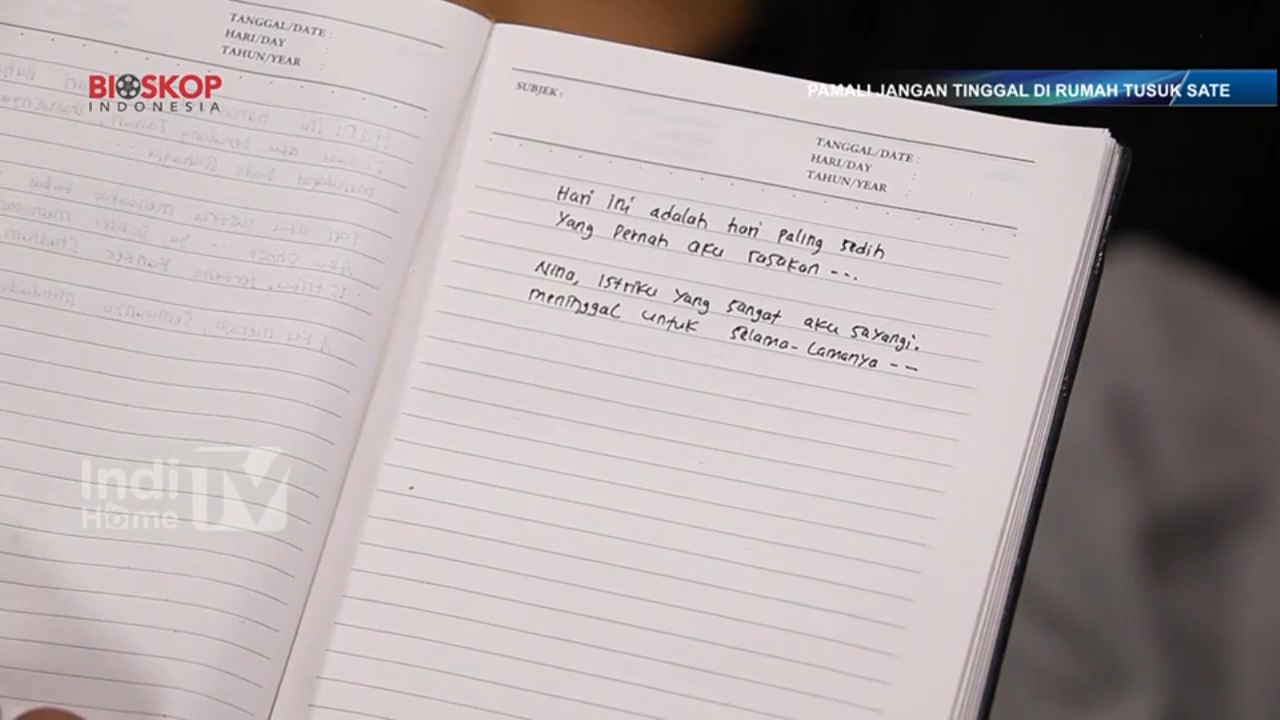 TANGGAL/DATE :
HARI/DAY :
TAHUN/YEAR :
BIOSKOP
INDONESIA
PAMALI JANGAN TINGGAL DI RUMAH TUSUK SATE
SUBJEK :
TANGGAL/DATE :
HARI/DAY :
TAHUN/YEAR :
Hari ini adalah hari paling sedih
Yang Pernah aku rasakan ---
Nina, istriku yang sangat aku sayangi.
meninggal untuk selama-lamanya --
Indi
Home
TV